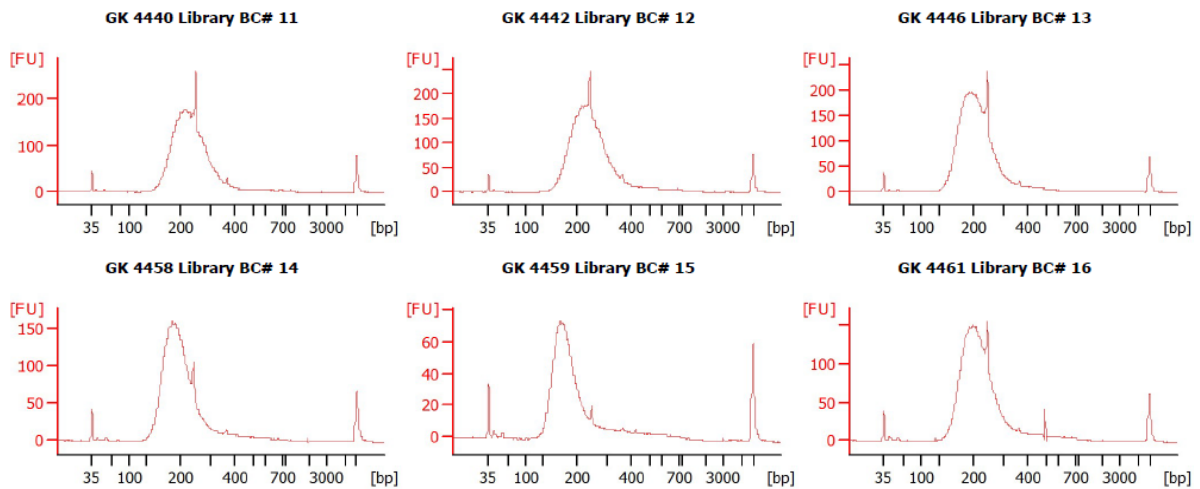 GK 4440 Library BC# 11
GK 4442 Library BC# 12
GK 4446 Library BC# 13
[FU]
200
100
0
35 100 200 400 700 3000 [bp]
[FU]
200
150
100
50
0
35 100 200 400 700 3000 [bp]
[FU]
200
150
100
50
0
35 100 200 400 700 3000 [bp]
GK 4458 Library BC# 14
GK 4459 Library BC# 15
GK 4461 Library BC# 16
[FU]
150
100
50
0
35 100 200 400 700 3000 [bp]
[FU]
60
40
20
0
35 100 200 400 700 3000 [bp]
[FU]
100
50
0
35 100 200 400 700 3000 [bp]